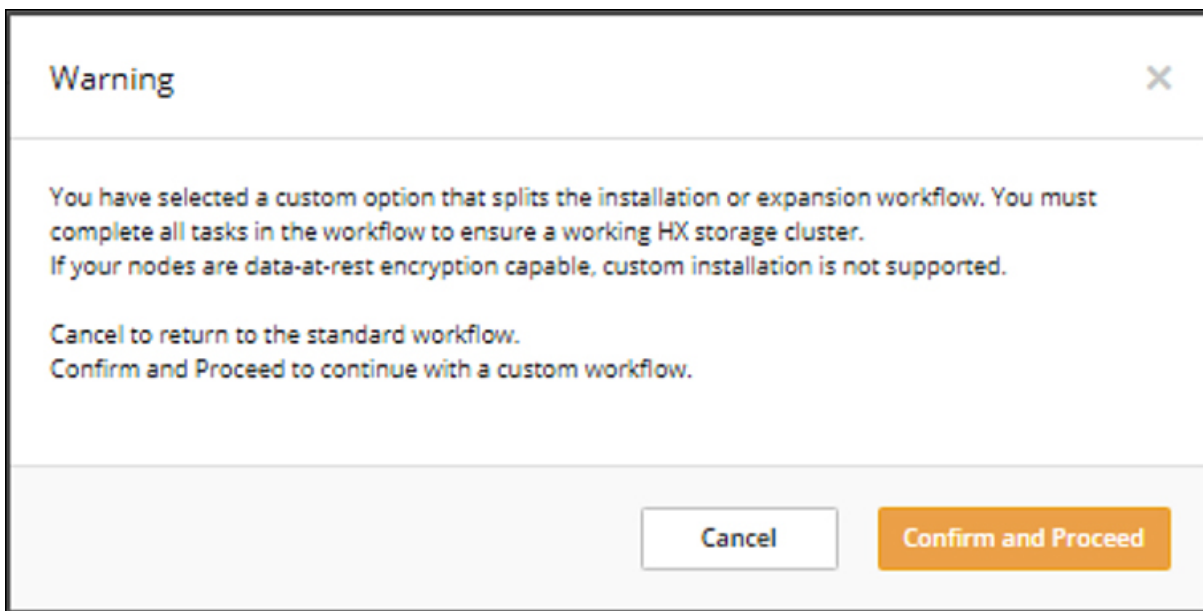 Warning
You have selected a custom option that splits the installation or expansion workflow. You must
complete all tasks in the workflow to ensure a working HX storage cluster.
If your nodes are data-at-rest encryption capable, custom installation is not supported.
Cancel to return to the standard workflow.
Confirm and Proceed to continue with a custom workflow.
Cancel
Confirm and Proceed